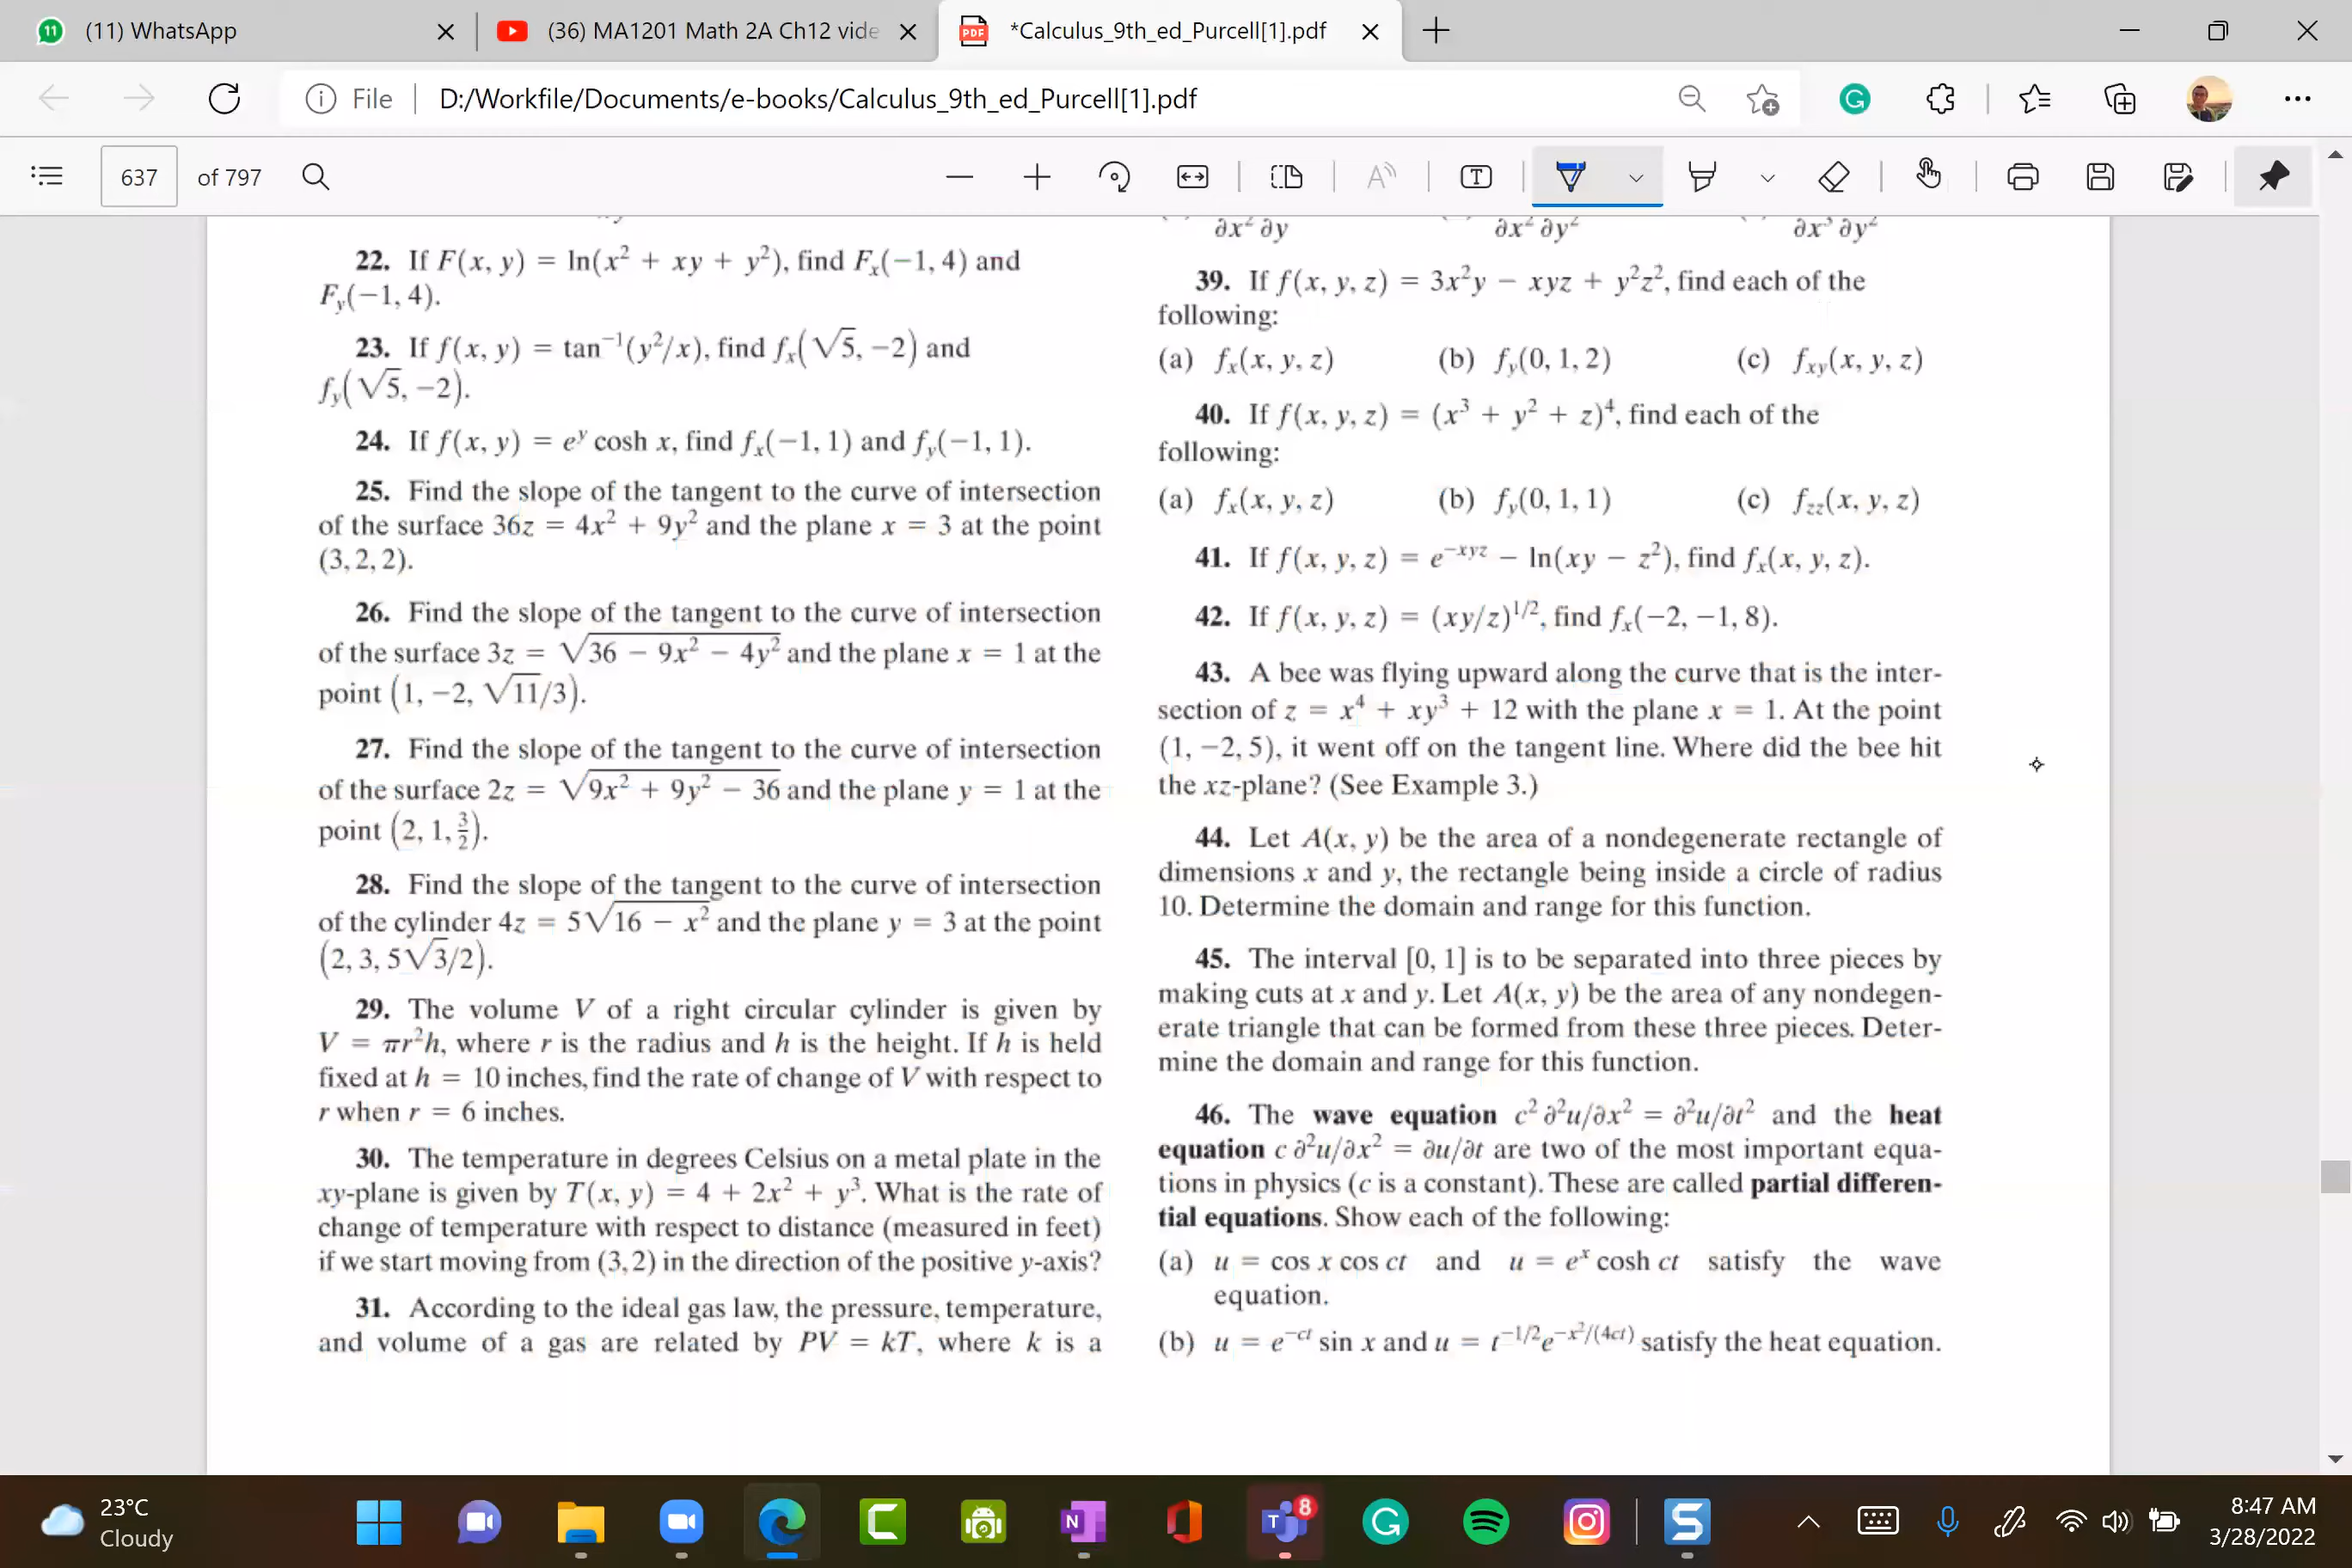 (11) WhatsApp
(36) MA1201 Math 2A Ch12 vide
*Calculus_9th_ed_Purcell[1].pdf
File
D:/Workfile/Documents/e-books/Calculus_9th_ed_Purcell[1].pdf
637 of 797
22. If F(x, y) = ln(x² + xy + y²), find Fₓ(−1, 4) and
Fᵧ(−1, 4).
23. If f(x, y) = tan⁻¹(y²/x), find fₓ(√5, −2) and
fᵧ(√5, −2).
24. If f(x, y) = eʸ cosh x, find fₓ(−1, 1) and fᵧ(−1, 1).
25. Find the slope of the tangent to the curve of intersection
of the surface 36z = 4x² + 9y² and the plane x = 3 at the point
(3, 2, 2).
26. Find the slope of the tangent to the curve of intersection
of the surface 3z = √(36 − 9x² − 4y²) and the plane x = 1 at the
point (1, −2, √11/3).
27. Find the slope of the tangent to the curve of intersection
of the surface 2z = √(9x² + 9y² − 36) and the plane y = 1 at the
point (2, 1, 3/2).
28. Find the slope of the tangent to the curve of intersection
of the cylinder 4z = 5√(16 − x²) and the plane y = 3 at the point
(2, 3, 5√3/2).
29. The volume V of a right circular cylinder is given by
V = πr²h, where r is the radius and h is the height. If h is held
fixed at h = 10 inches, find the rate of change of V with respect to
r when r = 6 inches.
30. The temperature in degrees Celsius on a metal plate in the
xy-plane is given by T(x, y) = 4 + 2x² + y³. What is the rate of
change of temperature with respect to distance (measured in feet)
if we start moving from (3, 2) in the direction of the positive y-axis?
31. According to the ideal gas law, the pressure, temperature,
and volume of a gas are related by PV = kT, where k is a
∂x² ∂y ∂x² ∂y² ∂x³ ∂y²
39. If f(x, y, z) = 3x²y − xyz + y²z², find each of the
following:
(a) fₓ(x, y, z) (b) fᵧ(0, 1, 2) (c) fₓᵧ(x, y, z)
40. If f(x, y, z) = (x³ + y² + z)⁴, find each of the
following:
(a) fₓ(x, y, z) (b) fᵧ(0, 1, 1) (c) f_zz(x, y, z)
41. If f(x, y, z) = e^(−xyz) − ln(xy − z²), find fₓ(x, y, z).
42. If f(x, y, z) = (xy/z)^(1/2), find fₓ(−2, −1, 8).
43. A bee was flying upward along the curve that is the inter-
section of z = x⁴ + xy³ + 12 with the plane x = 1. At the point
(1, −2, 5), it went off on the tangent line. Where did the bee hit
the xz-plane? (See Example 3.)
44. Let A(x, y) be the area of a nondegenerate rectangle of
dimensions x and y, the rectangle being inside a circle of radius
10. Determine the domain and range for this function.
45. The interval [0, 1] is to be separated into three pieces by
making cuts at x and y. Let A(x, y) be the area of any nondegen-
erate triangle that can be formed from these three pieces. Deter-
mine the domain and range for this function.
46. The wave equation c² ∂²u/∂x² = ∂²u/∂t² and the heat
equation c ∂²u/∂x² = ∂u/∂t are two of the most important equa-
tions in physics (c is a constant). These are called partial differen-
tial equations. Show each of the following:
(a) u = cos x cos ct and u = eˣ cosh ct satisfy the wave
equation.
(b) u = e^(−ct) sin x and u = t^(−1/2)e^(−x²/(4ct)) satisfy the heat equation.
23°C
Cloudy
8
8:47 AM
3/28/2022